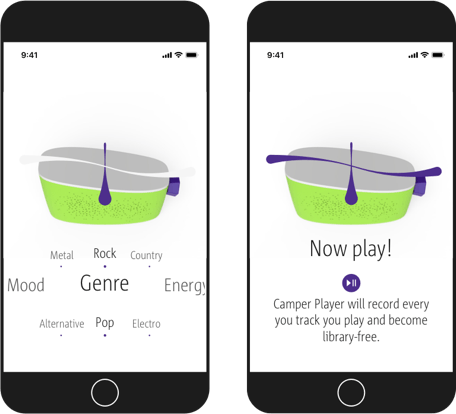 9:41
Metal Rock Country
Mood Genre Energy
Alternative Pop Electro
9:41
Now play!
Camper Player will record every
you track you play and become
library-free.